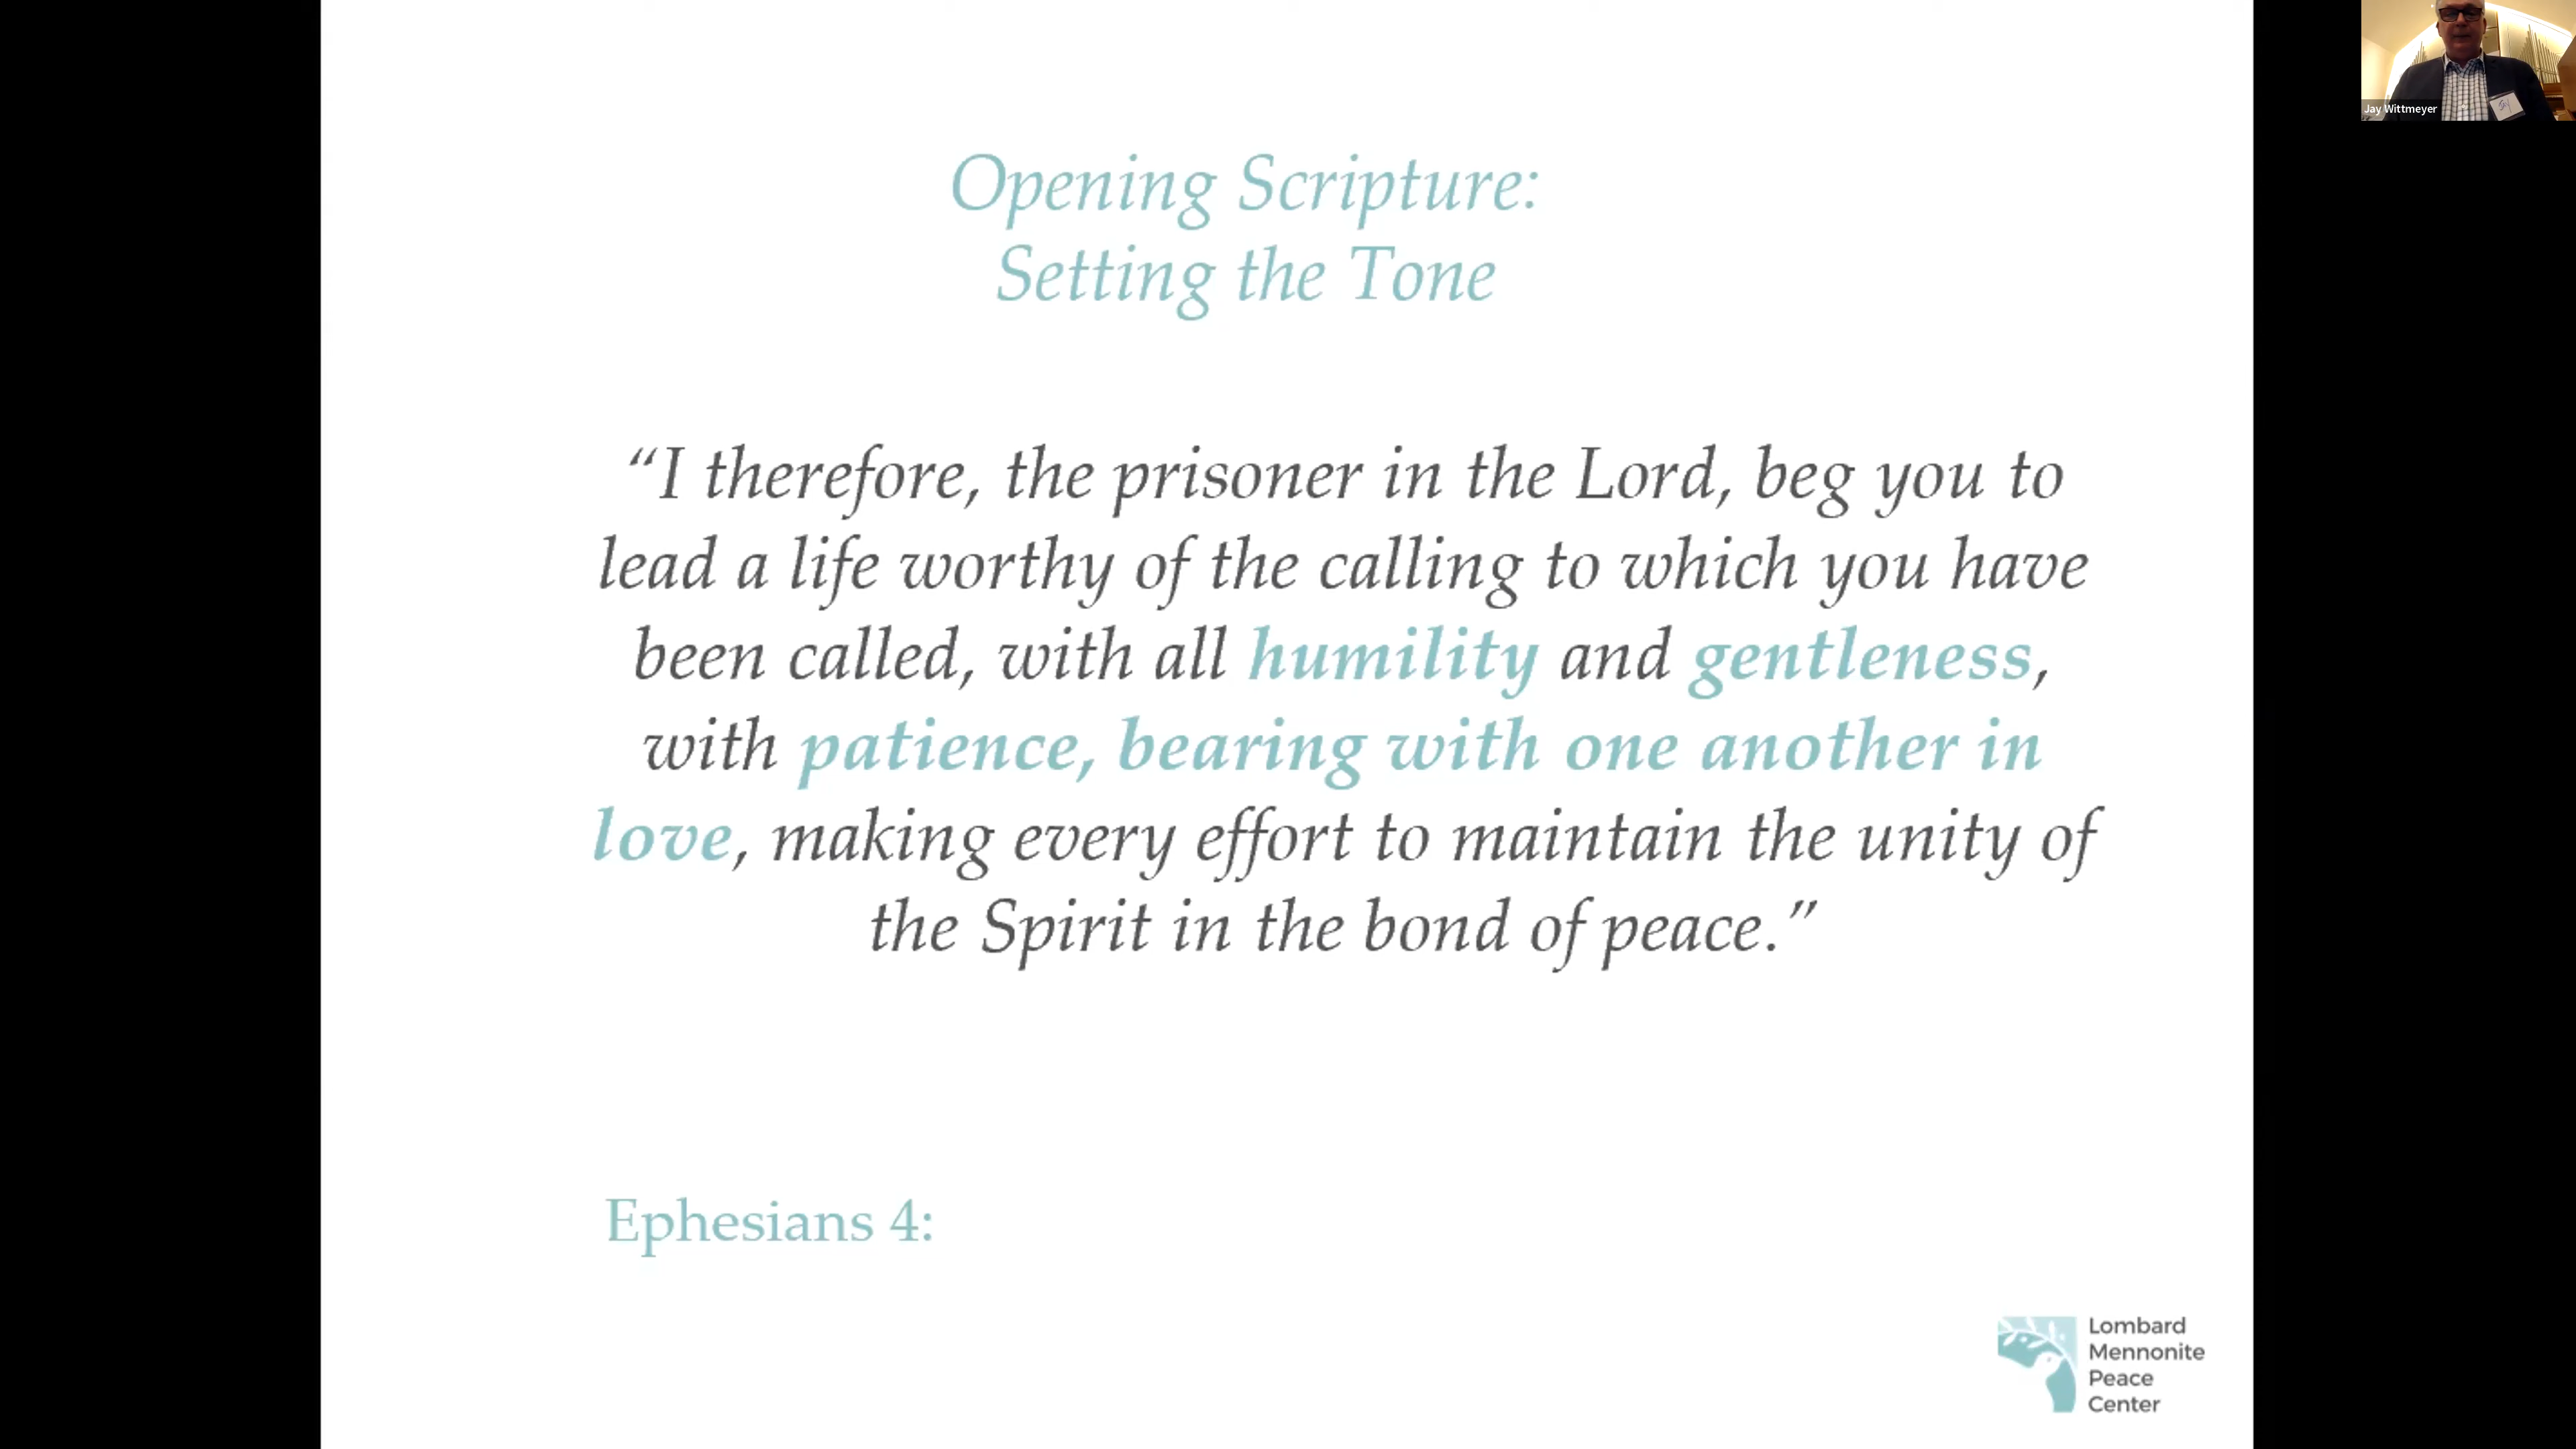 Jay Wittmeyer
Opening Scripture:
Setting the Tone
“I therefore, the prisoner in the Lord, beg you to
lead a life worthy of the calling to which you have
been called, with all humility and gentleness,
with patience, bearing with one another in
love, making every effort to maintain the unity of
the Spirit in the bond of peace.”
Ephesians 4:
Lombard
Mennonite
Peace
Center